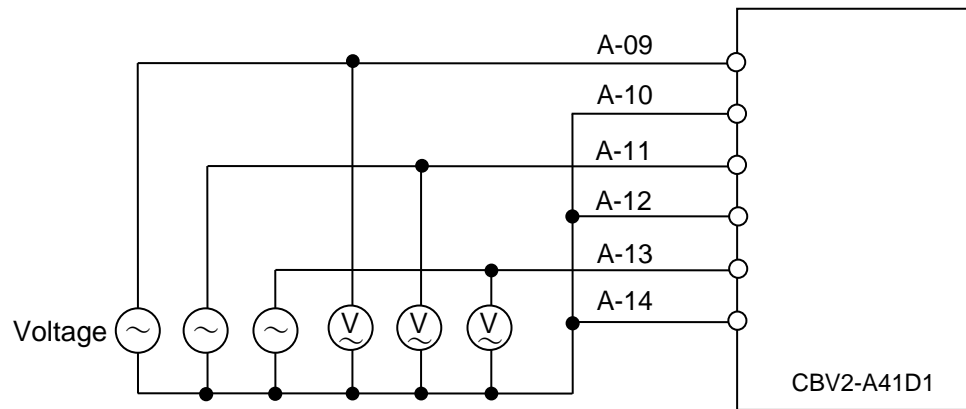 A-09
A-10
A-11
A-12
A-13
A-14
Voltage
V
V
V
CBV2-A41D1